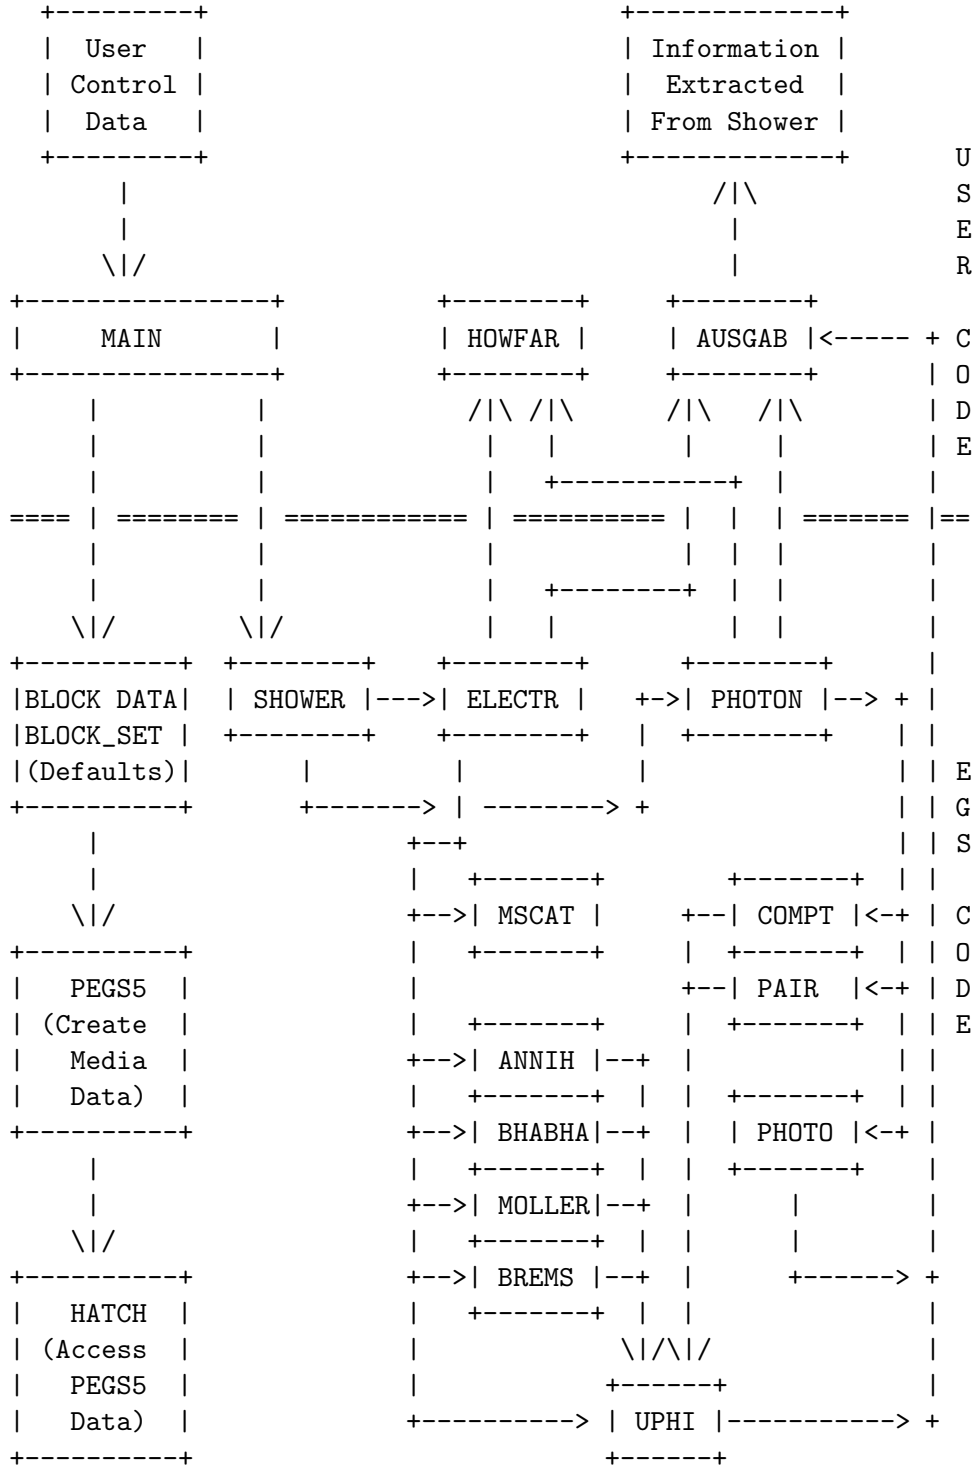 User Information
Control Extracted
Data From Shower
U
S
E
R
MAIN HOWFAR AUSGAB C
O
D
E
BLOCK DATA SHOWER ELECTR PHOTON
BLOCK_SET
(Defaults) E
G
S
MSCAT COMPT C
O
PEGS5 PAIR D
(Create E
Media ANNIH
Data)
BHABHA PHOTO
MOLLER
BREMS
HATCH
(Access
PEGS5
Data) UPHI